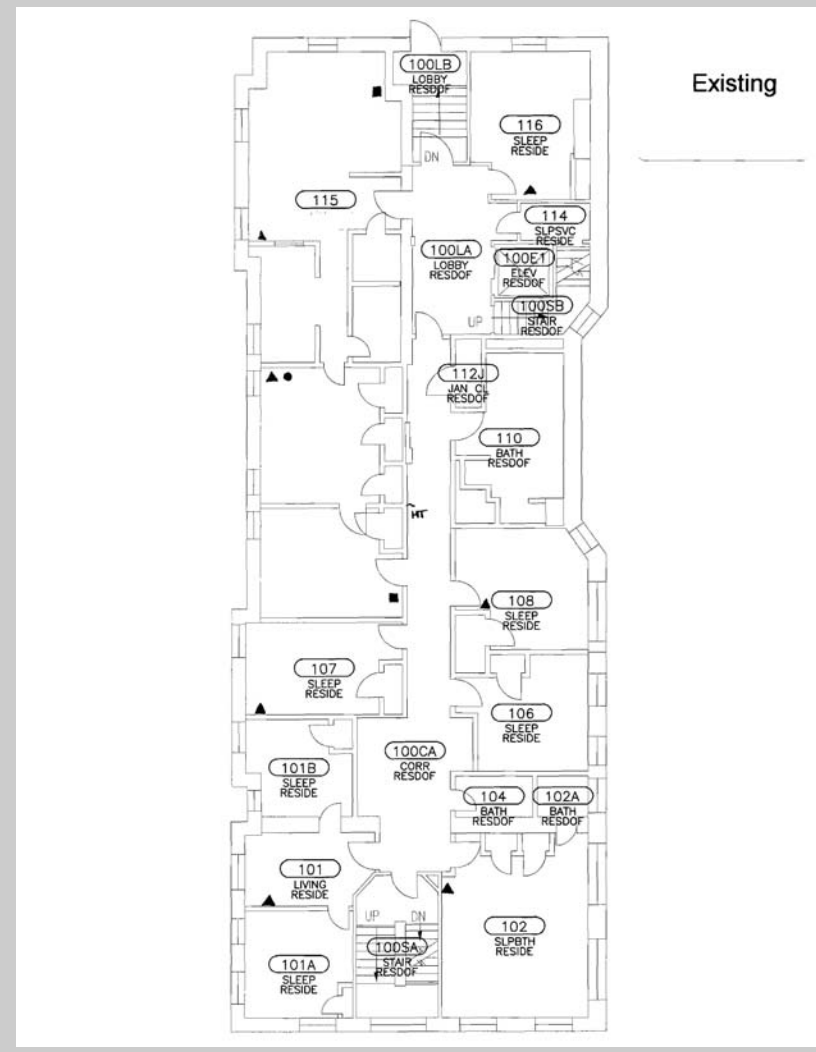 100LB
LOBBY
RESDOF
Existing
116
SLEEP
RESIDE
DN
115
114
SLPSVC
RESIDE
100LA
LOBBY
RESDOF
100E1
ELEV
RESDOF
100SB
STAIR
RESDOF
UP
112J
JAN CL
RESDOF
110
BATH
RESDOF
HT
108
SLEEP
RESIDE
107
SLEEP
RESIDE
106
SLEEP
RESIDE
100CA
CORR
RESDOF
101B
SLEEP
RESIDE
104
BATH
RESDOF
102A
BATH
RESDOF
101
LIVING
RESIDE
UP
DN
102
SLPBTH
RESIDE
100SA
STAIR
RESDOF
101A
SLEEP
RESIDE